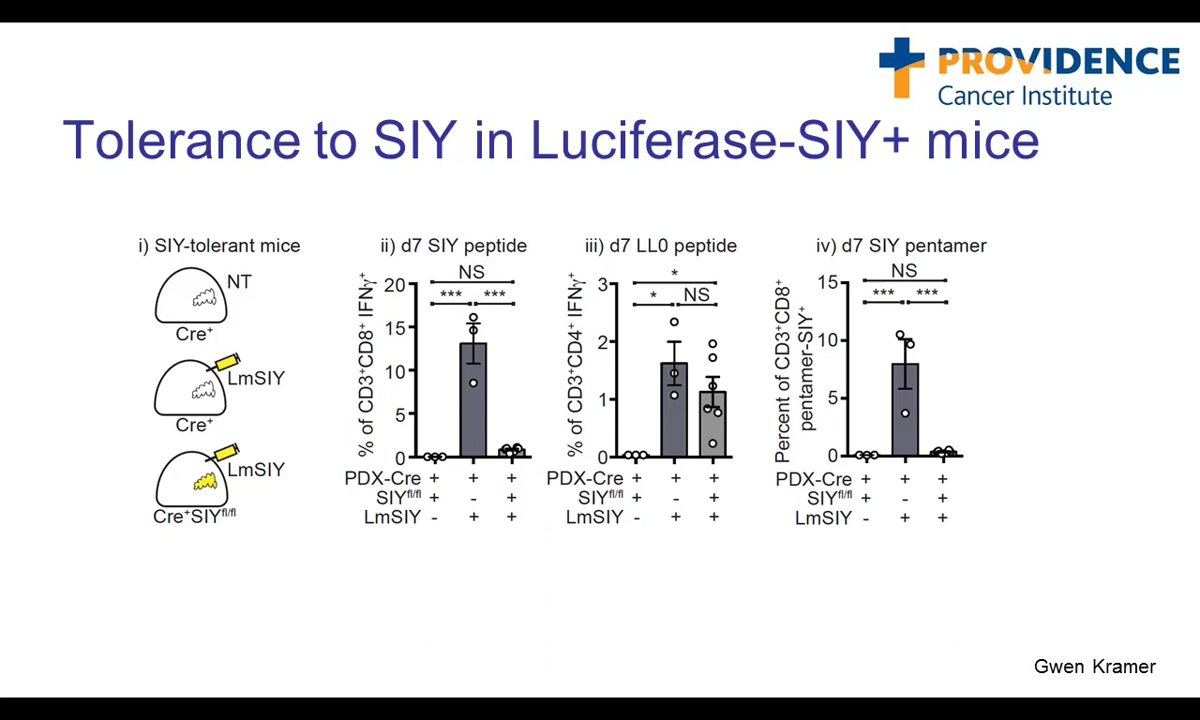 PROVIDENCE
Cancer Institute
Tolerance to SIY in Luciferase-SIY+ mice
i) SIY-tolerant mice
NT
Cre⁺
LmSIY
Cre⁺
LmSIY
Cre⁺SIYᶠˡ/ᶠˡ
ii) d7 SIY peptide
% of CD3⁺CD8⁺ IFNγ⁺
20
15
10
5
0
NS
*** ***
PDX-Cre + + +
SIYᶠˡ/ᶠˡ + - +
LmSIY - + +
iii) d7 LL0 peptide
% of CD3⁺CD4⁺ IFNγ⁺
3
2
1
0
*
* NS
PDX-Cre + + +
SIYᶠˡ/ᶠˡ + - +
LmSIY - + +
iv) d7 SIY pentamer
Percent of CD3⁺CD8⁺
pentamer-SIY⁺
15
10
5
0
NS
*** ***
PDX-Cre + + +
SIYᶠˡ/ᶠˡ + - +
LmSIY - + +
Gwen Kramer